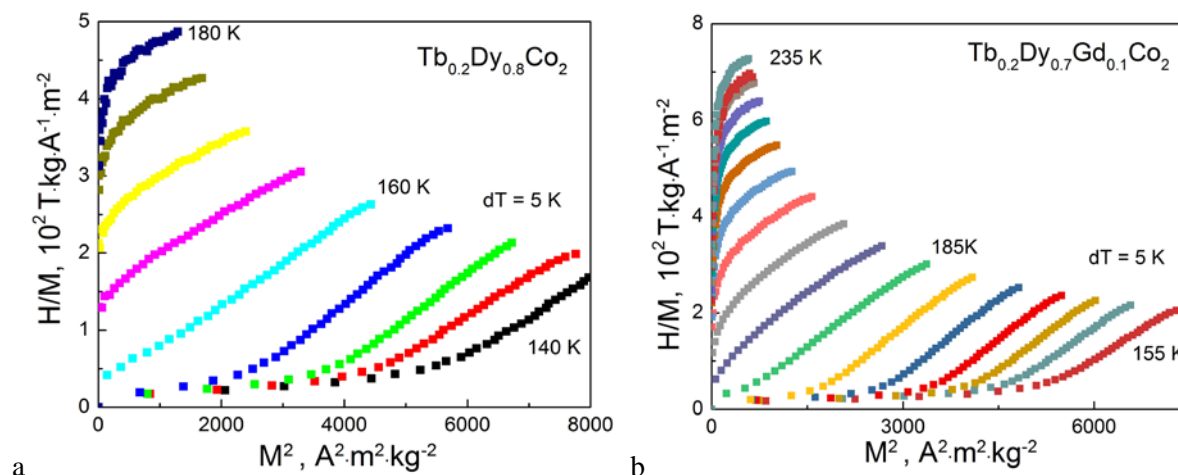 5
4
3
2
1
0
H/M, 10² T·kg·A⁻¹·m⁻²
180 K
Tb₀.₂Dy₀.₈Co₂
160 K
dT = 5 K
140 K
0 2000 4000 6000 8000
M² , A²·m²·kg⁻²
a
8
6
4
2
0
H/M, 10² T·kg·A⁻¹·m⁻²
235 K
Tb₀.₂Dy₀.₇Gd₀.₁Co₂
185K
dT = 5 K
155 K
0 3000 6000
M² , A²·m²·kg⁻²
b